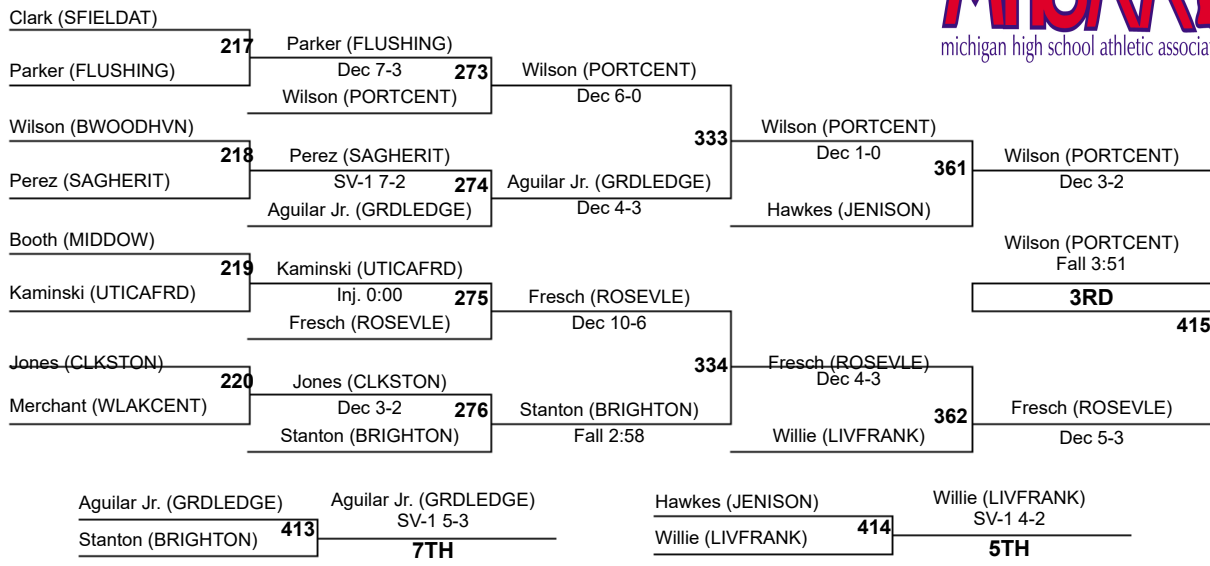 Clark (SFIELDAT)
217
Parker (FLUSHING)
Parker (FLUSHING)
Dec 7-3
273
Wilson (PORTCENT)
Wilson (PORTCENT)
Dec 6-0
michigan high school athletic associat
Wilson (BWOODHVN)
218
Perez (SAGHERIT)
Perez (SAGHERIT)
SV-1 7-2
274
Aguilar Jr. (GRDLEDGE)
Aguilar Jr. (GRDLEDGE)
Dec 4-3
333
Wilson (PORTCENT)
Dec 1-0
361
Hawkes (JENISON)
Wilson (PORTCENT)
Dec 3-2
Booth (MIDDOW)
219
Kaminski (UTICAFRD)
Kaminski (UTICAFRD)
Inj. 0:00
275
Fresch (ROSEVLE)
Fresch (ROSEVLE)
Dec 10-6
Wilson (PORTCENT)
Fall 3:51
3RD
415
Jones (CLKSTON)
220
Merchant (WLAKCENT)
Jones (CLKSTON)
Dec 3-2
276
Stanton (BRIGHTON)
Stanton (BRIGHTON)
Fall 2:58
334
Fresch (ROSEVLE)
Dec 4-3
362
Willie (LIVFRANK)
Fresch (ROSEVLE)
Dec 5-3
Aguilar Jr. (GRDLEDGE)
413
Stanton (BRIGHTON)
Aguilar Jr. (GRDLEDGE)
SV-1 5-3
7TH
Hawkes (JENISON)
414
Willie (LIVFRANK)
Willie (LIVFRANK)
SV-1 4-2
5TH